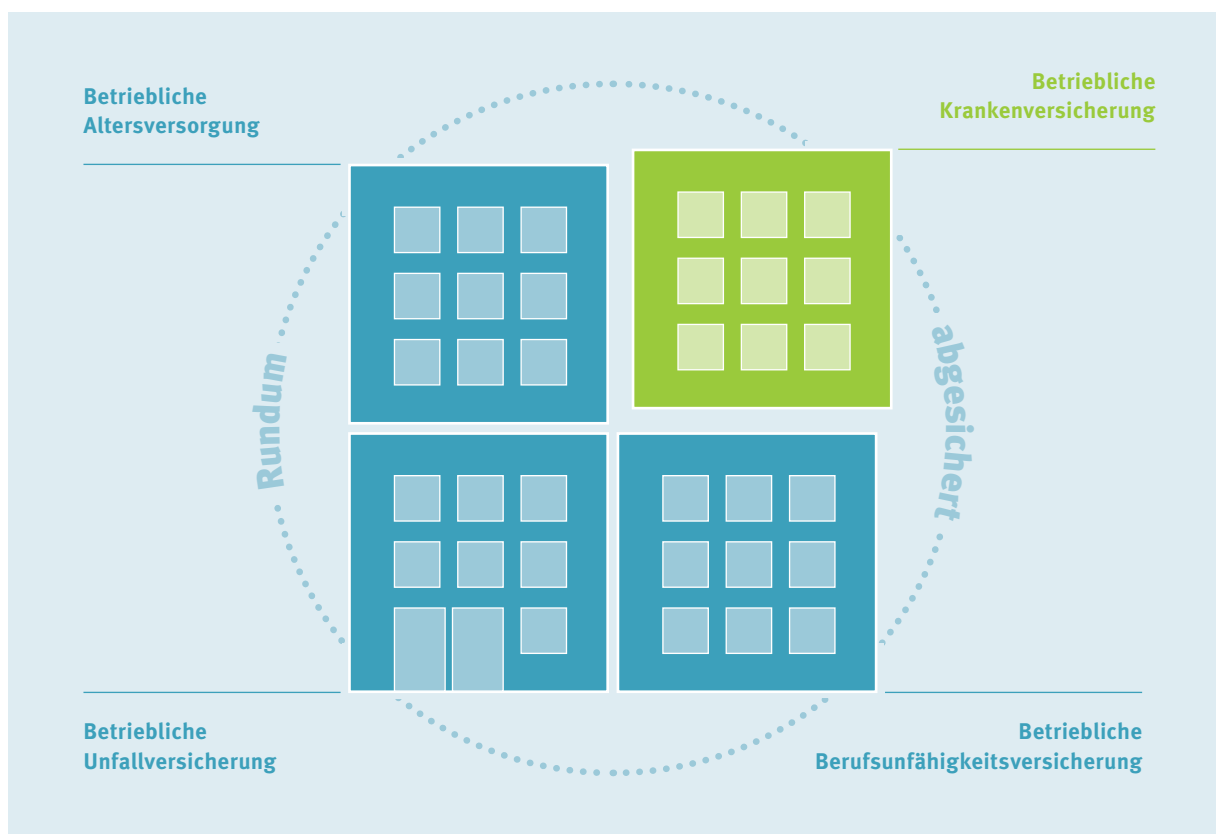 Betriebliche
Altersversorgung
Betriebliche
Krankenversicherung
Rundum
abgesichert
Betriebliche
Unfallversicherung
Betriebliche
Berufsunfähigkeitsversicherung